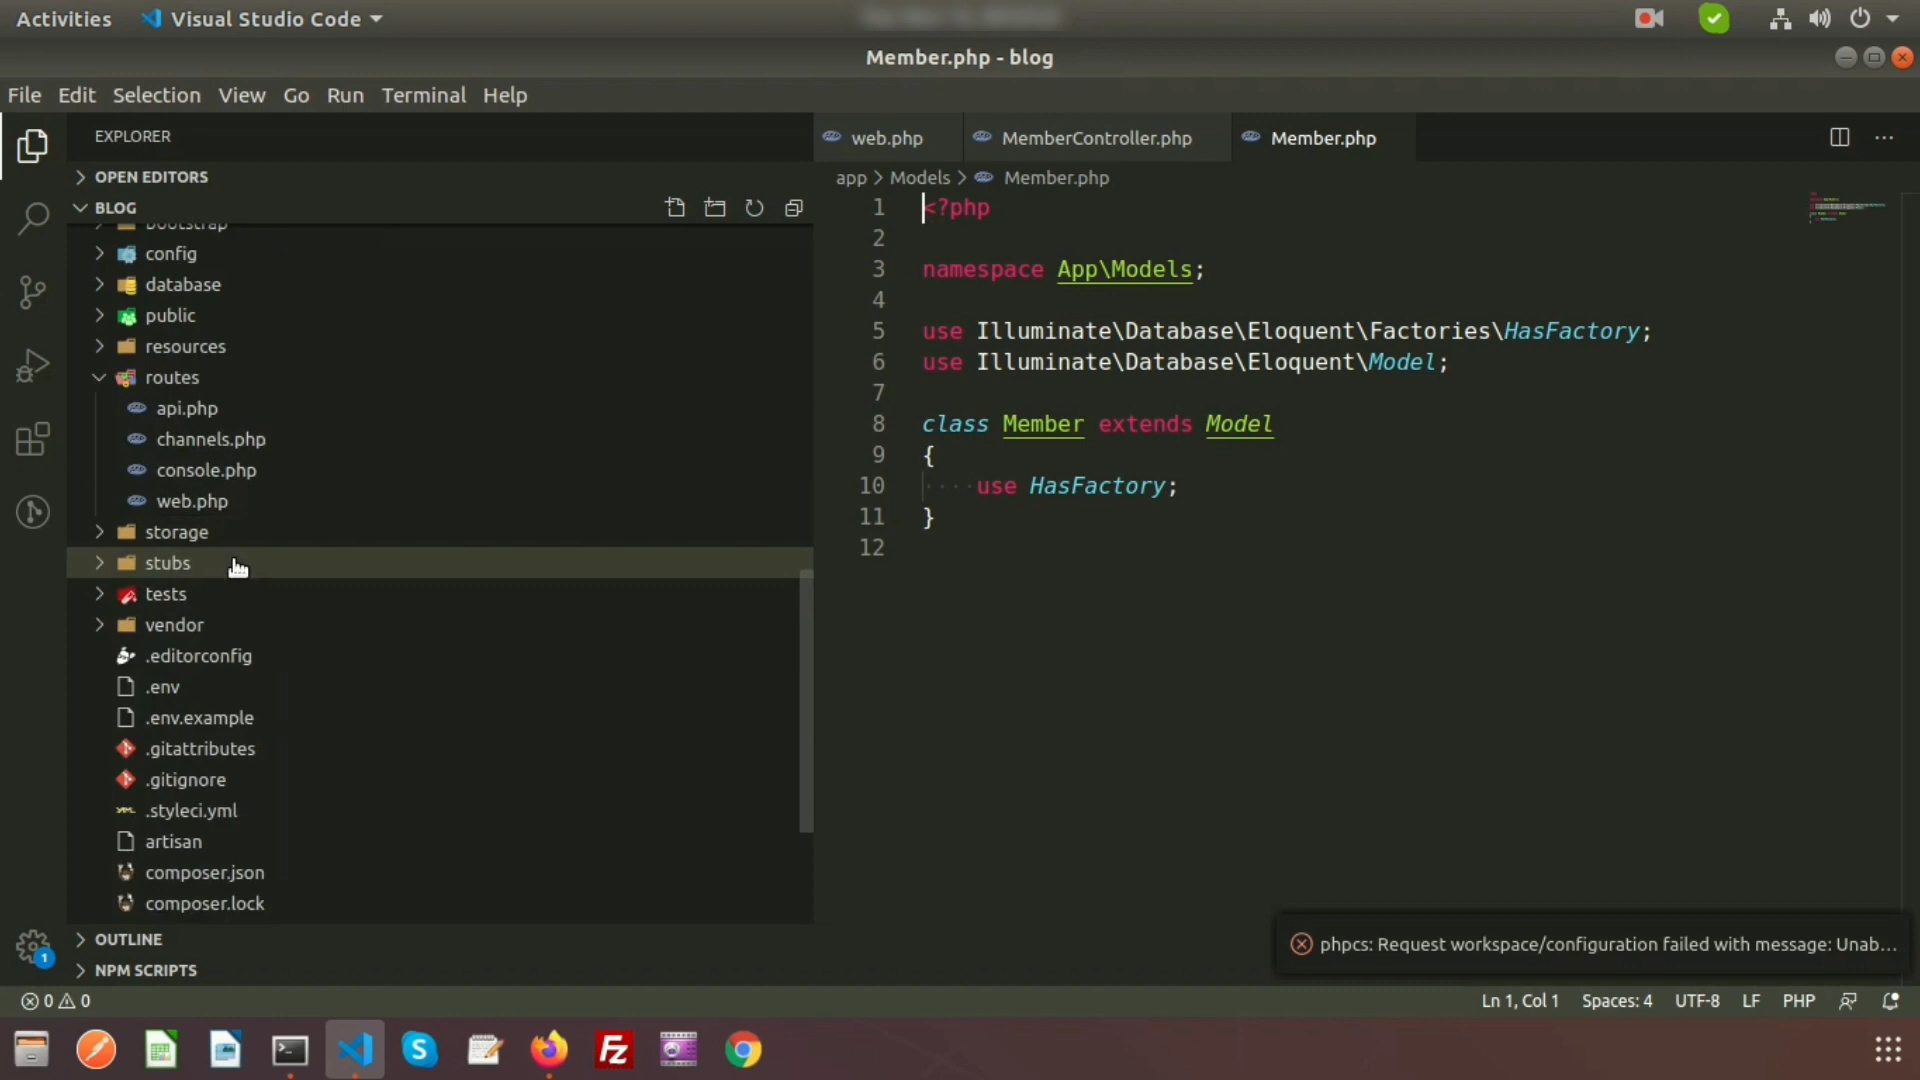 Activities Visual Studio Code
Member.php - blog
File Edit Selection View Go Run Terminal Help
EXPLORER
OPEN EDITORS
BLOG
bootstrap
config
database
public
resources
routes
api.php
channels.php
console.php
web.php
storage
stubs
tests
vendor
.editorconfig
.env
.env.example
.gitattributes
.gitignore
.styleci.yml
artisan
composer.json
composer.lock
OUTLINE
NPM SCRIPTS
web.php MemberController.php Member.php
app > Models > Member.php
1 <?php
2
3 namespace App\Models;
4
5 use Illuminate\Database\Eloquent\Factories\HasFactory;
6 use Illuminate\Database\Eloquent\Model;
7
8 class Member extends Model
9 {
10 use HasFactory;
11 }
12
phpcs: Request workspace/configuration failed with message: Unab...
1
0 0 Ln 1, Col 1 Spaces: 4 UTF-8 LF PHP
S Fz